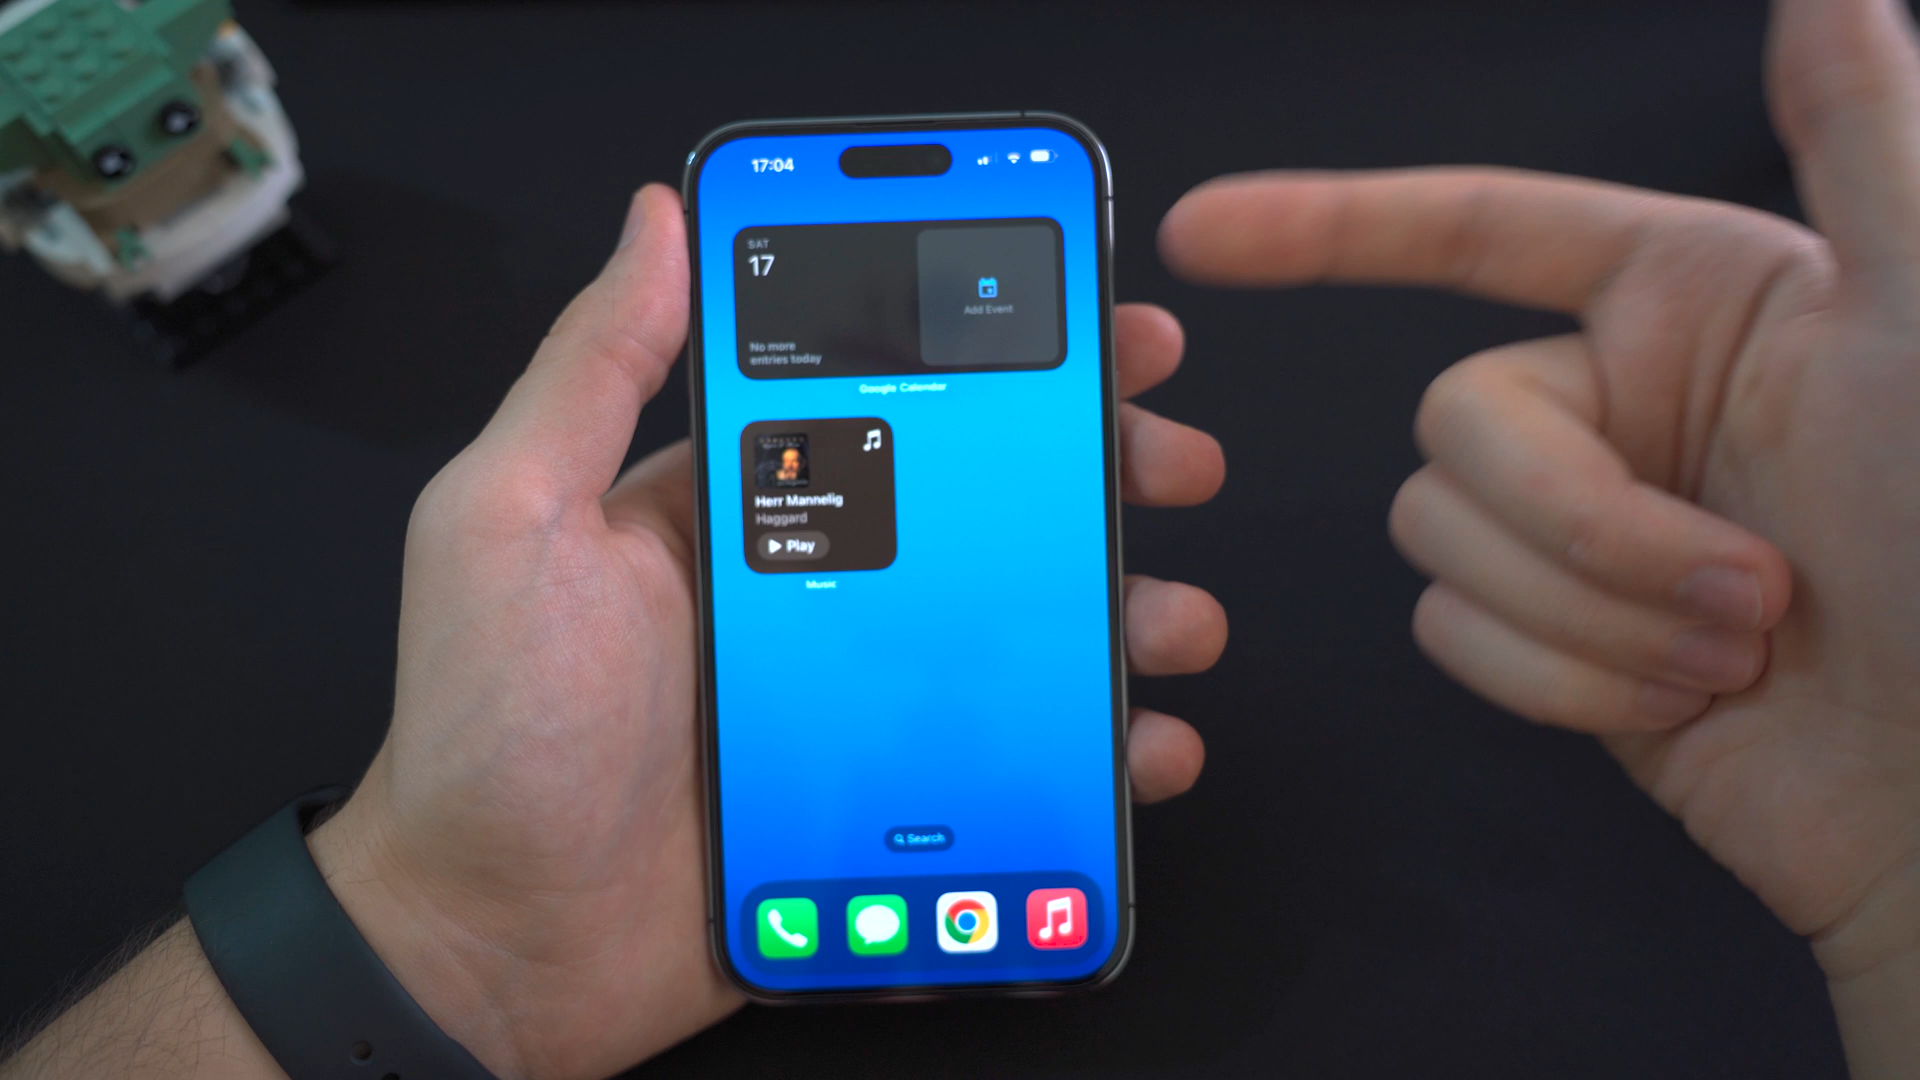 17:04
SAT
17
Add Event
No more
entries today
Google Calendar
Herr Mannelig
Haggard
Play
Music
Search